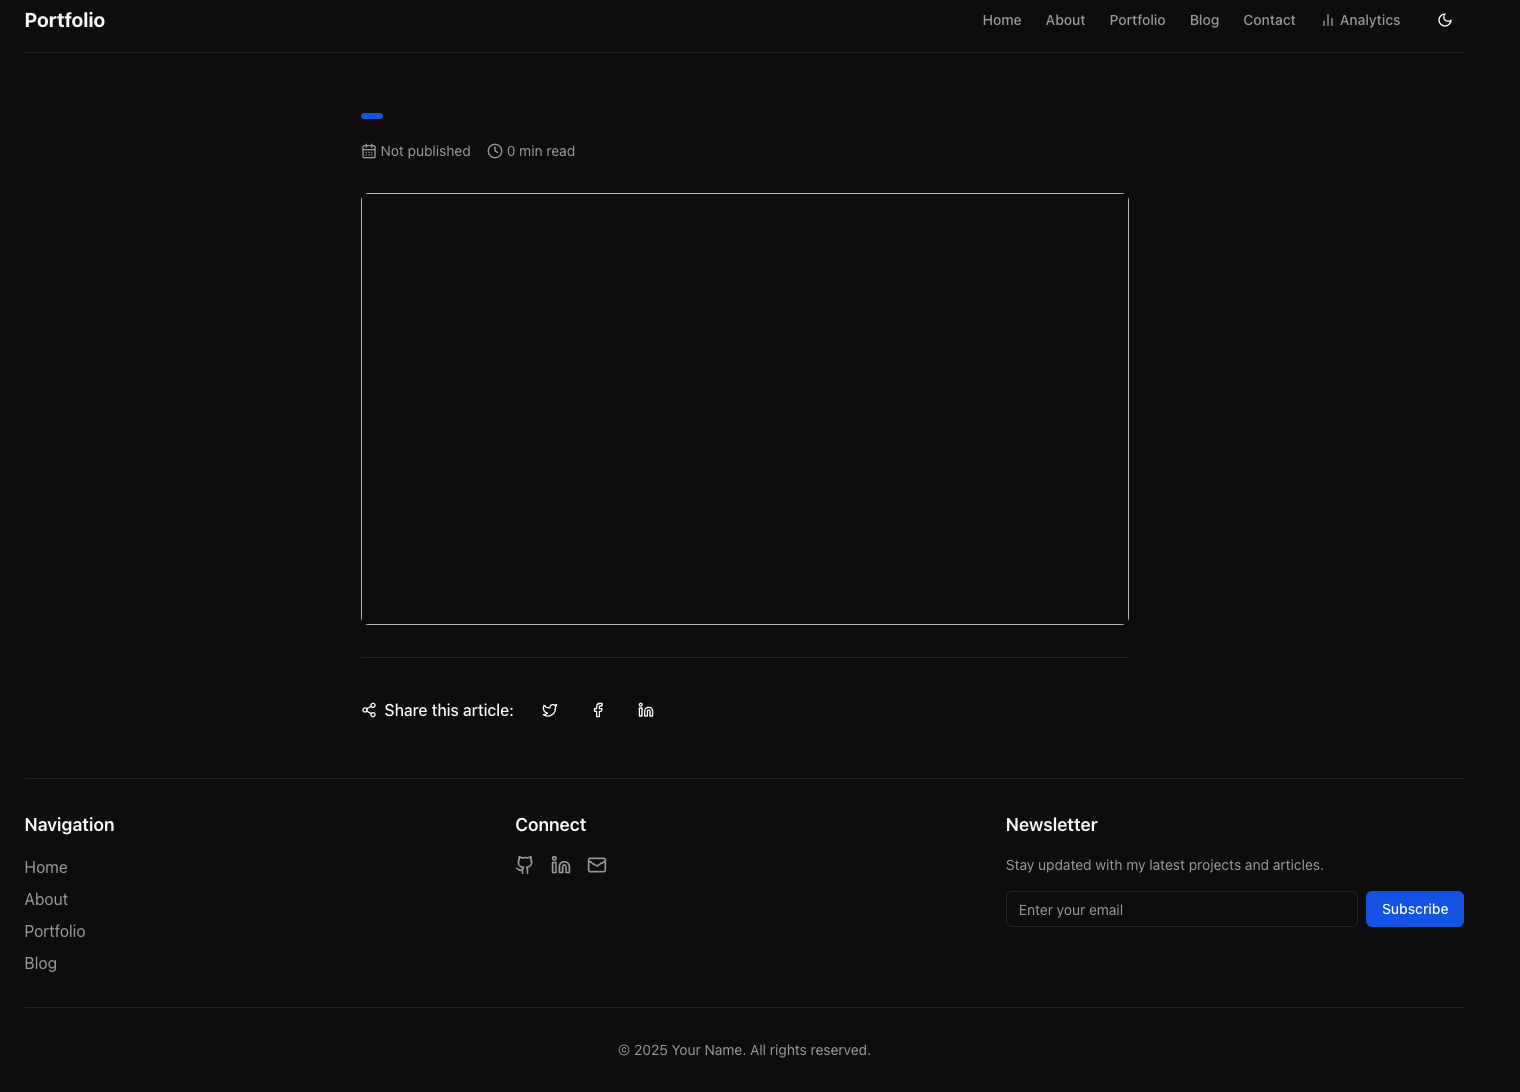 Portfolio
Home About Portfolio Blog Contact Analytics
Not published 0 min read
Share this article:
Navigation
Home
About
Portfolio
Blog
Connect
Newsletter
Stay updated with my latest projects and articles.
Enter your email Subscribe
© 2025 Your Name. All rights reserved.